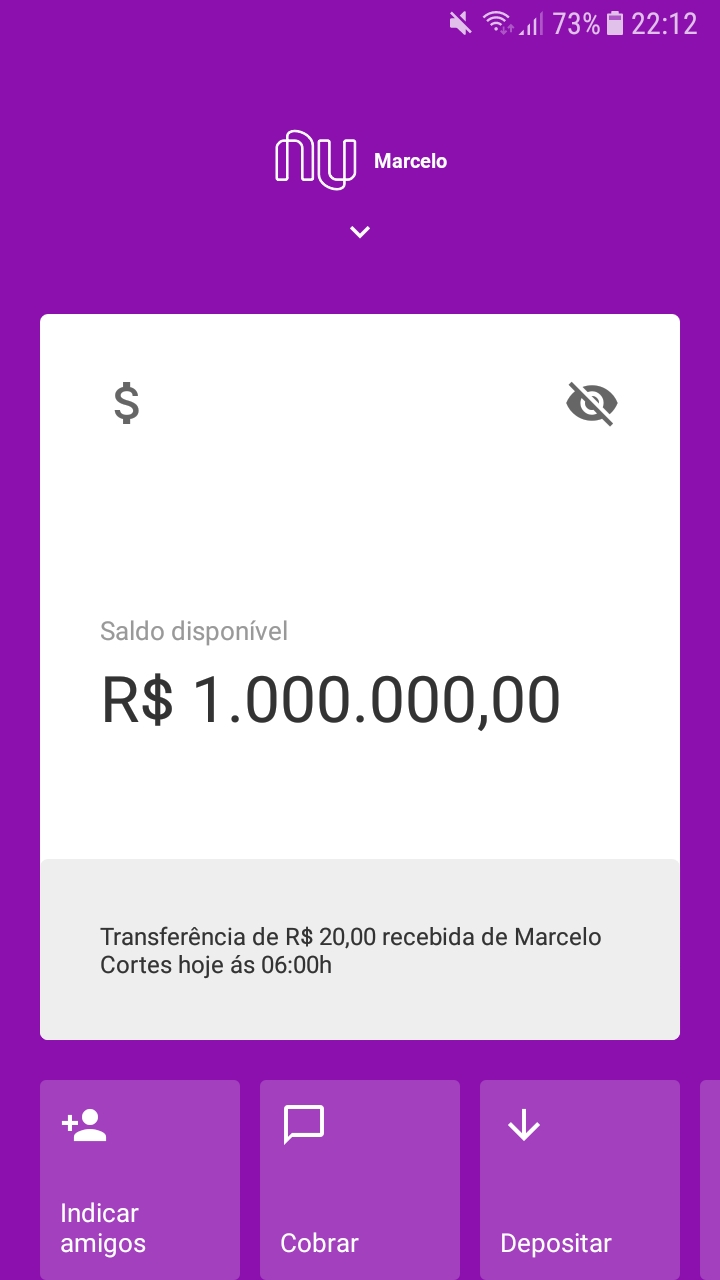 73% 22:12
nu Marcelo
$
Saldo disponível
R$ 1.000.000,00
Transferência de R$ 20,00 recebida de Marcelo
Cortes hoje ás 06:00h
Indicar
amigos
Cobrar
Depositar